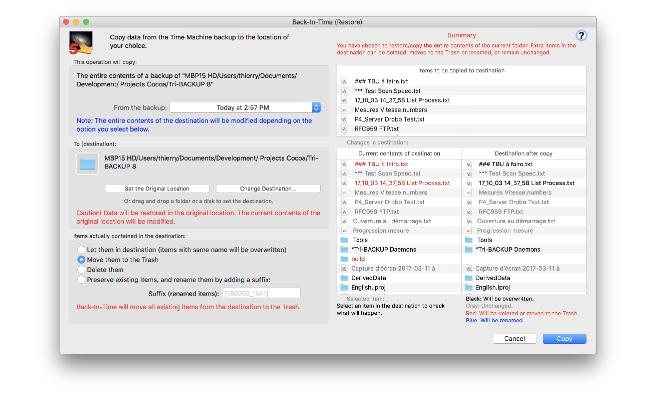 Back-In-Time (Restore)
Copy data from the Time Machine backup to the location of
your choice.
Summary
?
You have chosen to restore/copy the entire contents of the current folder. Extra items in the
destination can be deleted, moved to the Trash or renamed, or remain unchanged.
This operation will copy:
The entire contents of a backup of "MBP15 HD/Users/thierry/Documents/
Development/ Projects Cocoa/Tri-BACKUP 8"
From the backup:
Today at 2:57 PM
Note: The entire contents of the destination will be modified depending on the
option you select below.
Items to be copied to destination
### TBU à faire.txt
*** Test Scan Speed.txt
17_10_03 14_37_58 List Process.txt
Mesures Vitesse.numbers
P4_Server Drobo Test.txt
RFC959 FTP.txt
To (destination):
MBP15 HD/Users/thierry/Documents/Development/ Projects Cocoa/Tri-
BACKUP 8
Set the Original Location
Change Destination...
Or drag and drop a folder or a disk to set the destination.
Caution! Data will be restored in the original location. The current contents of the
original location will be modified.
Changes in destination:
Current contents of destination
Destination after copy
### TBU à faire.txt
### TBU à faire.txt
*** Test Scan Speed.txt
*** Test Scan Speed.txt
17_10_03 14_37_58 List Process.txt
17_10_03 14_37_58 List Process.txt
Mesures Vitesse.numbers
Mesures Vitesse.numbers
P4_Server Drobo Test.txt
P4_Server Drobo Test.txt
RFC959 FTP.txt
RFC959 FTP.txt
Ouverture au démarrage.txt
Ouverture au démarrage.txt
Progression mesure
Progression mesure
Tools
Tools
*Tri-BACKUP Daemons
*Tri-BACKUP Daemons
build
Capture d'écran 2017-03-11 à
Capture d'écran 2017-03-11 à
DerivedData
DerivedData
English.lproj
English.lproj
Items actually contained in the destination:
Let them in destination (items with same name will be overwritten)
Move them to the Trash
Delete them
Preserve existing items, and rename them by adding a suffix:
Suffix (renamed items):
Back-In-Time will move all existing items from the destination to the Trash.
Selected item:
Select an item in the destination to check
what will happen.
Black: Will be overwritten.
Gray: Unchanged.
Red: Will be deleted or moved to the Trash.
Blue: Will be renamed
Cancel
Copy